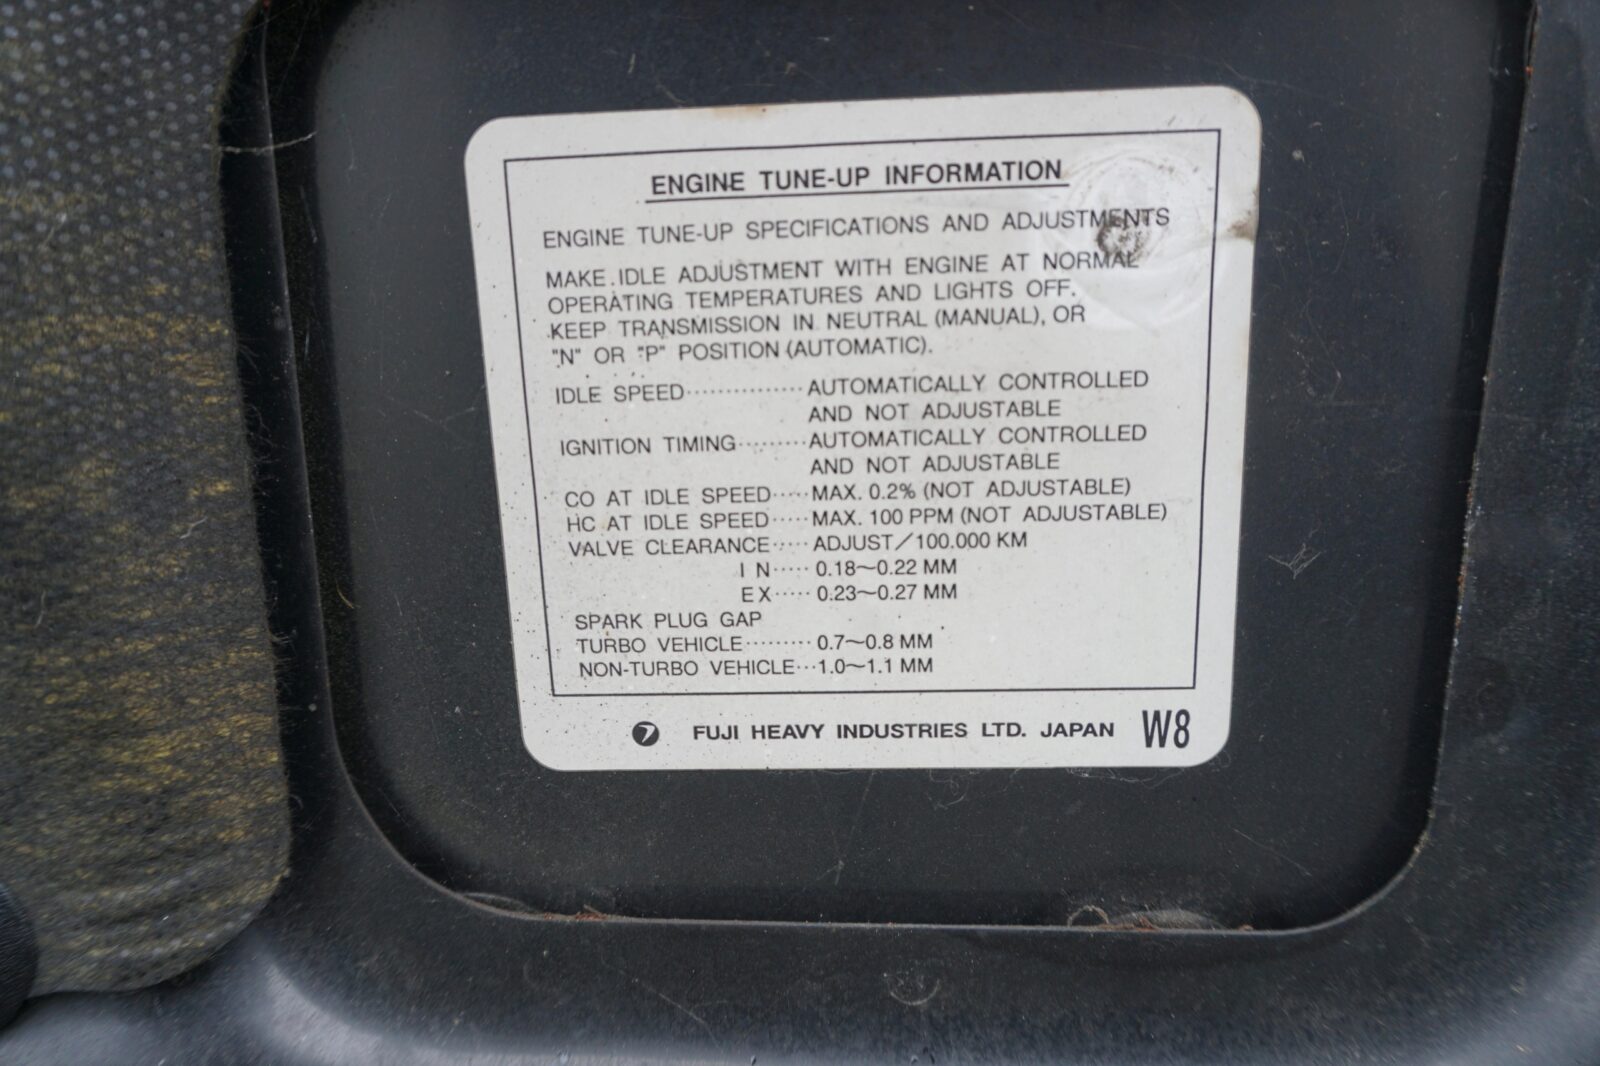 ENGINE TUNE-UP INFORMATION
ENGINE TUNE-UP SPECIFICATIONS AND ADJUSTMENTS
MAKE IDLE ADJUSTMENT WITH ENGINE AT NORMAL
OPERATING TEMPERATURES AND LIGHTS OFF.
KEEP TRANSMISSION IN NEUTRAL (MANUAL), OR
"N" OR "P" POSITION (AUTOMATIC).
IDLE SPEED··············· AUTOMATICALLY CONTROLLED
AND NOT ADJUSTABLE
IGNITION TIMING·········AUTOMATICALLY CONTROLLED
AND NOT ADJUSTABLE
CO AT IDLE SPEED·····MAX. 0.2% (NOT ADJUSTABLE)
HC AT IDLE SPEED·····MAX. 100 PPM (NOT ADJUSTABLE)
VALVE CLEARANCE·····ADJUST/100.000 KM
IN·····0.18~0.22 MM
EX·····0.23~0.27 MM
SPARK PLUG GAP
TURBO VEHICLE·········0.7~0.8 MM
NON-TURBO VEHICLE···1.0~1.1 MM
FUJI HEAVY INDUSTRIES LTD. JAPAN W8